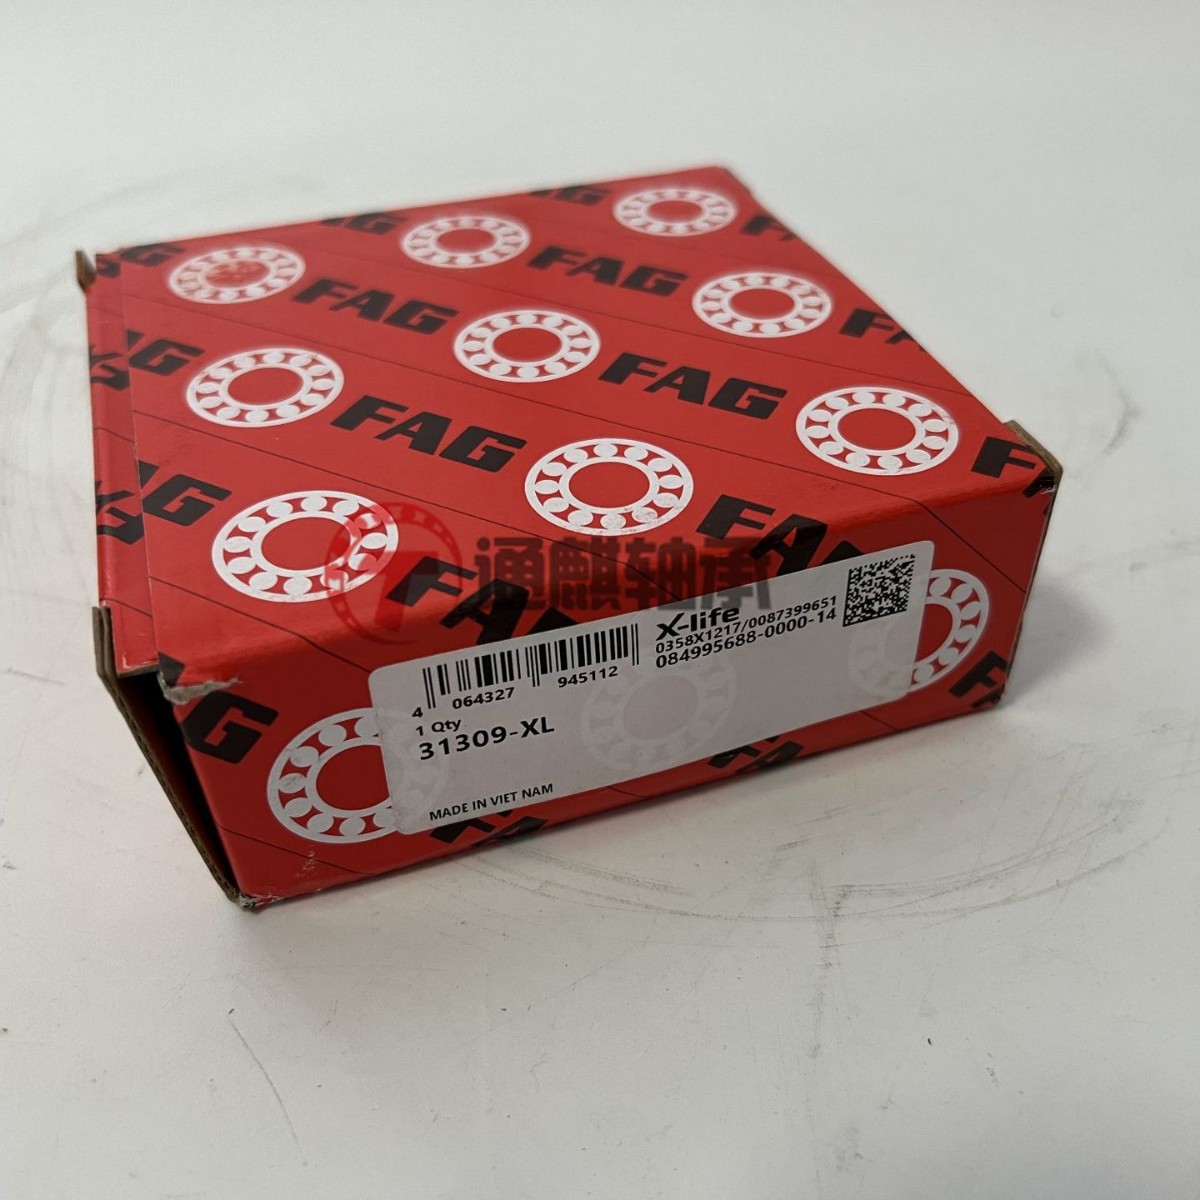 FAG
FAG
FAG
FAG
FAG
通麒轴承
X-life
0358X1217/0087399651
084995688-0000-14
4 064327 945112
1 Qty
31309-XL
MADE IN VIET NAM